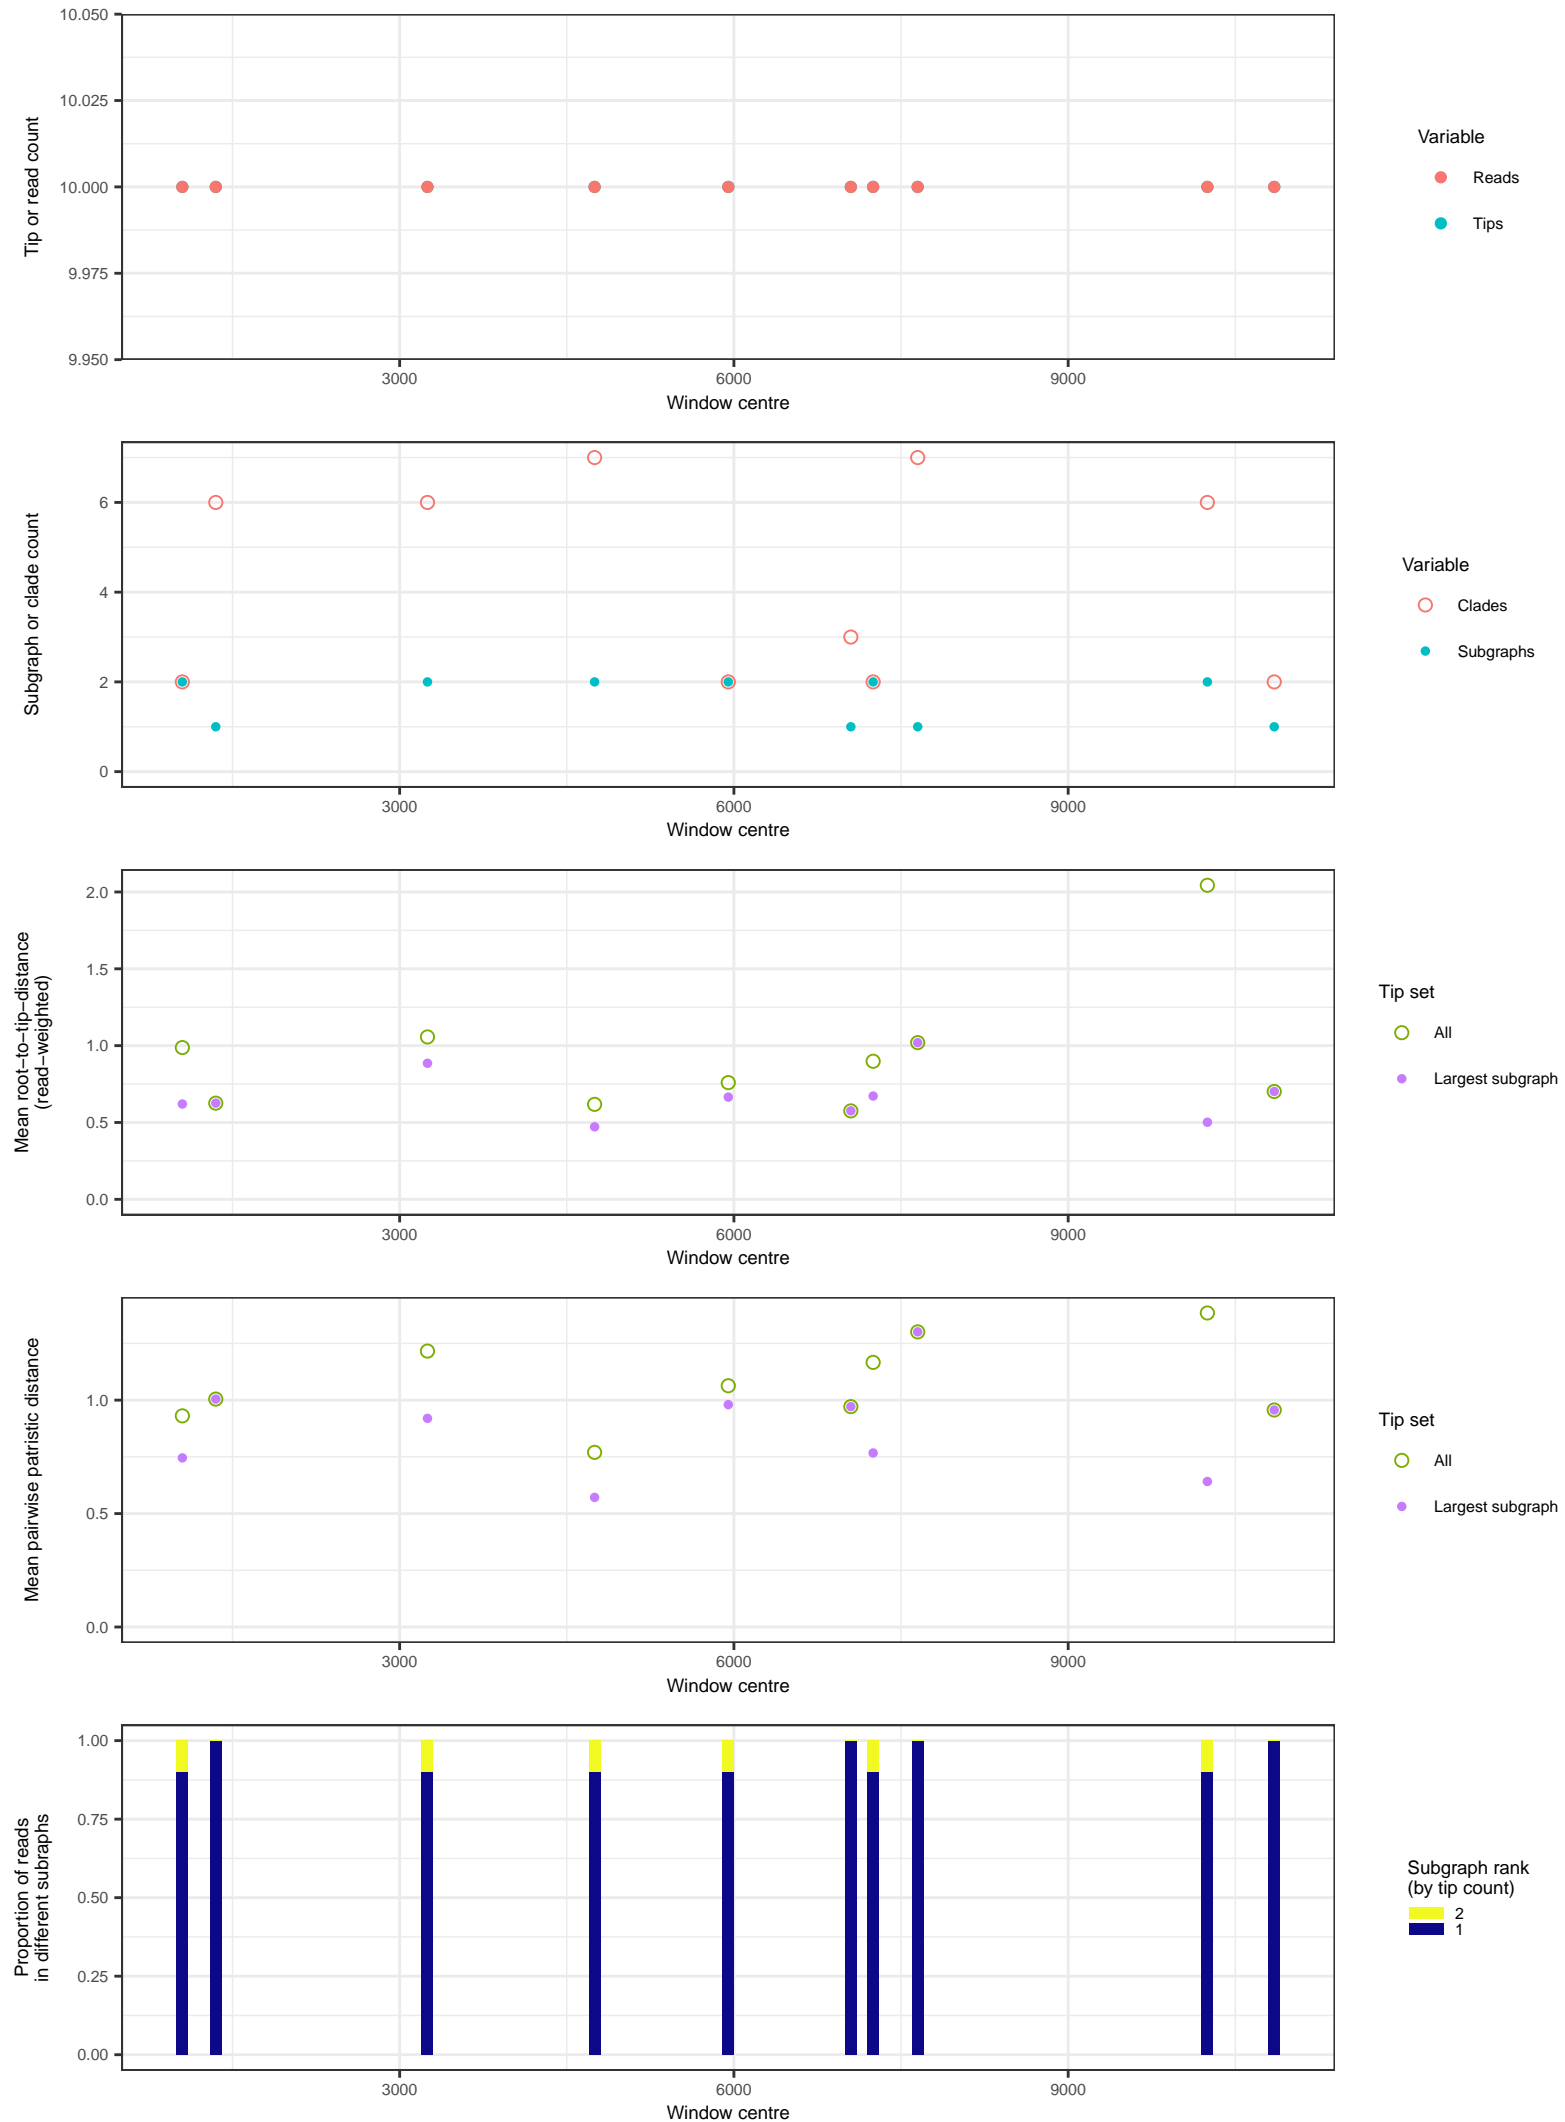 10.050
10.025
10.000
9.975
9.950
Tip or read count
3000
6000
9000
Window centre
Variable
Reads
Tips
6
4
2
0
Subgraph or clade count
3000
6000
9000
Window centre
Variable
Clades
Subgraphs
2.0
1.5
1.0
0.5
0.0
Mean root−to−tip−distance
(read−weighted)
3000
6000
9000
Window centre
Tip set
All
Largest subgraph
1.0
0.5
0.0
Mean pairwise patristic distance
3000
6000
9000
Window centre
Tip set
All
Largest subgraph
1.00
0.75
0.50
0.25
0.00
Proportion of reads
in different subraphs
3000
6000
9000
Window centre
Subgraph rank
(by tip count)
2
1